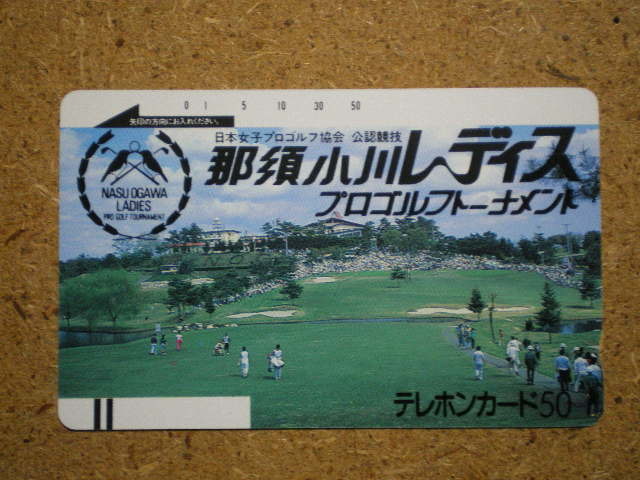 0 1 5 10 30 50
矢印の方向にお入れください。
日本女子プロゴルフ協会 公認競技
那須小川レディス
プロゴルフトーナメント
NASU OGAWA
LADIES
PRO GOLF TOURNAMENT
テレホンカード50